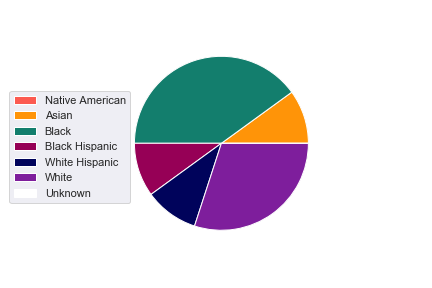 Native American
Asian
Black
Black Hispanic
White Hispanic
White
Unknown